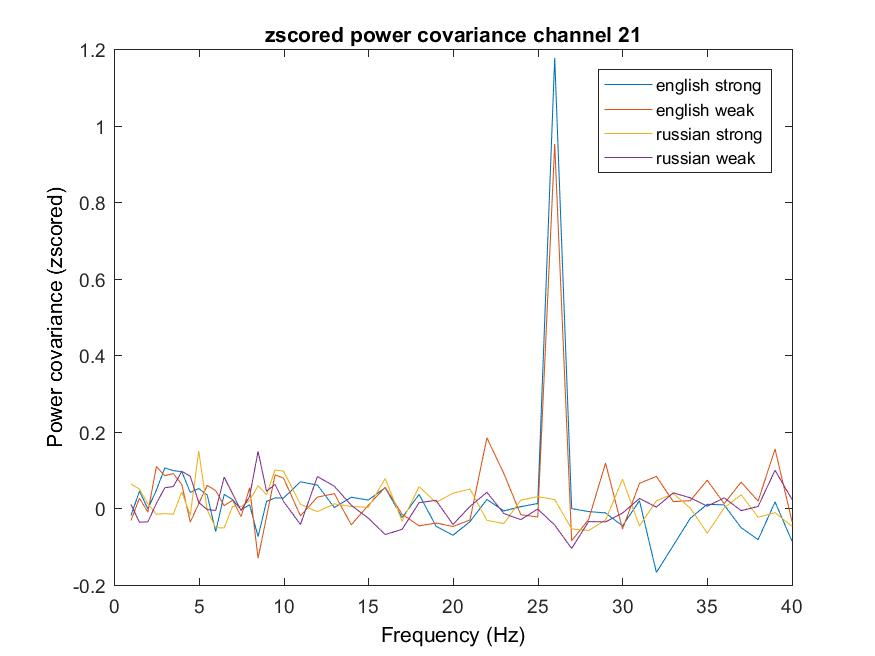 zscored power covariance channel 21
1.2
1
0.8
0.6
0.4
0.2
0
-0.2
Power covariance (zscored)
english strong
english weak
russian strong
russian weak
0 5 10 15 20 25 30 35 40
Frequency (Hz)